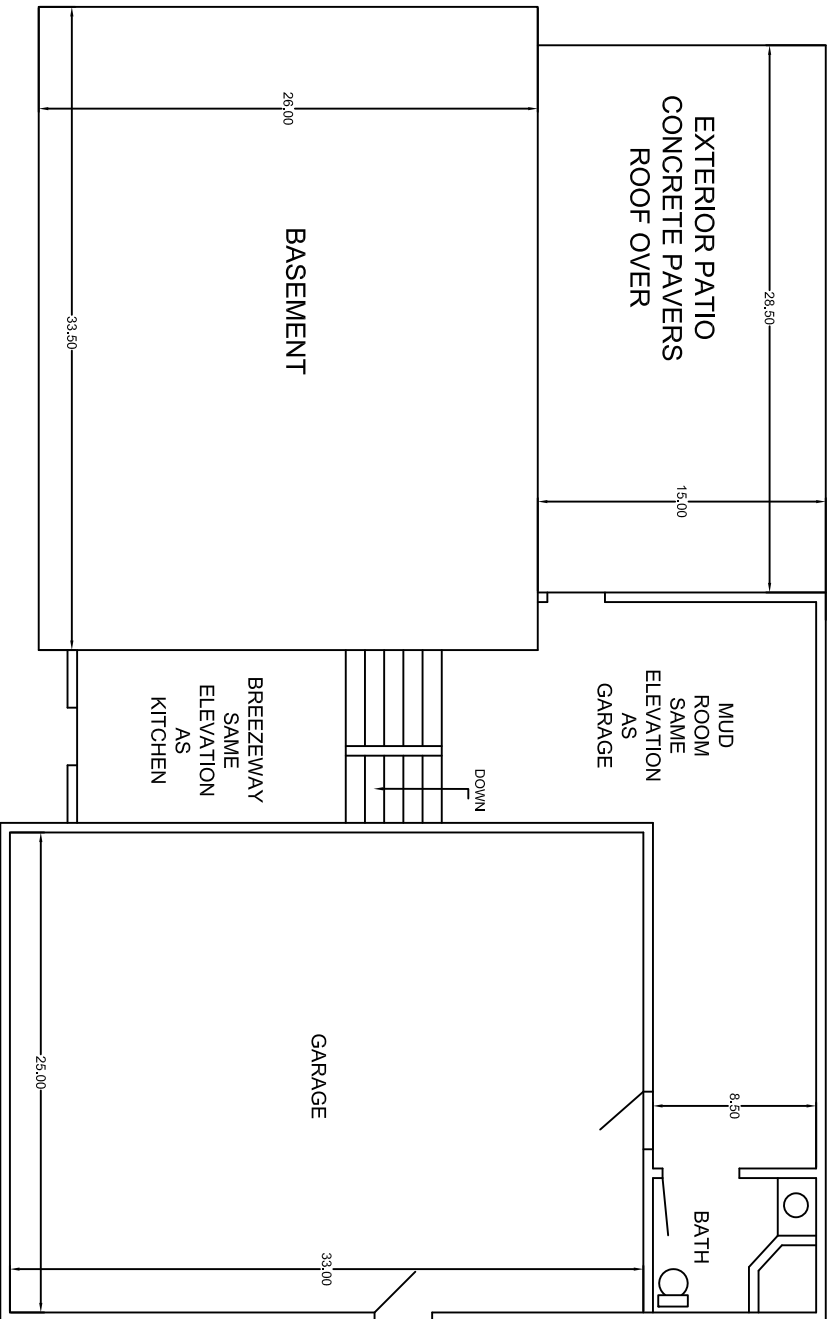 EXTERIOR PATIO
CONCRETE PAVERS
ROOF OVER
28.50
15.00
26.00
BASEMENT
33.50
MUD
ROOM
SAME
ELEVATION
AS
GARAGE
BREEZEWAY
SAME
ELEVATION
AS
KITCHEN
DOWN
8.50
BATH
GARAGE
25.00
33.00